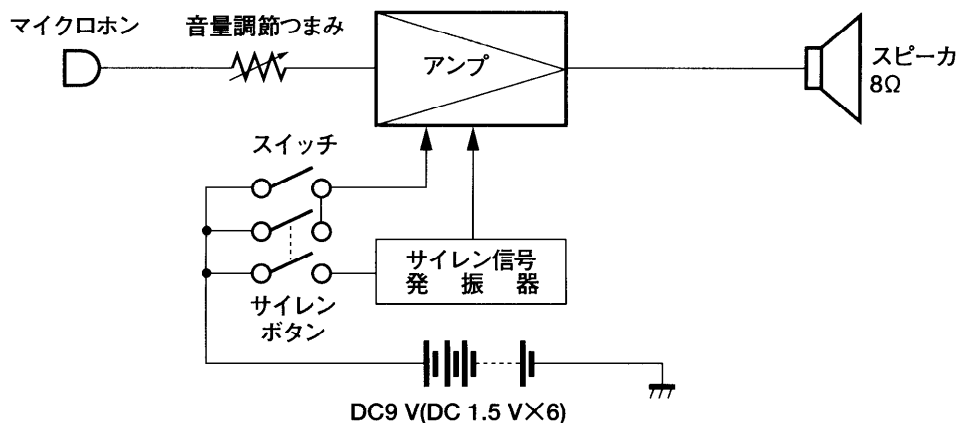 マイクロホン
音量調節つまみ
アンプ
スピーカ
8Ω
スイッチ
サイレン信号
発振器
サイレン
ボタン
DC9 V(DC 1.5 V×6)